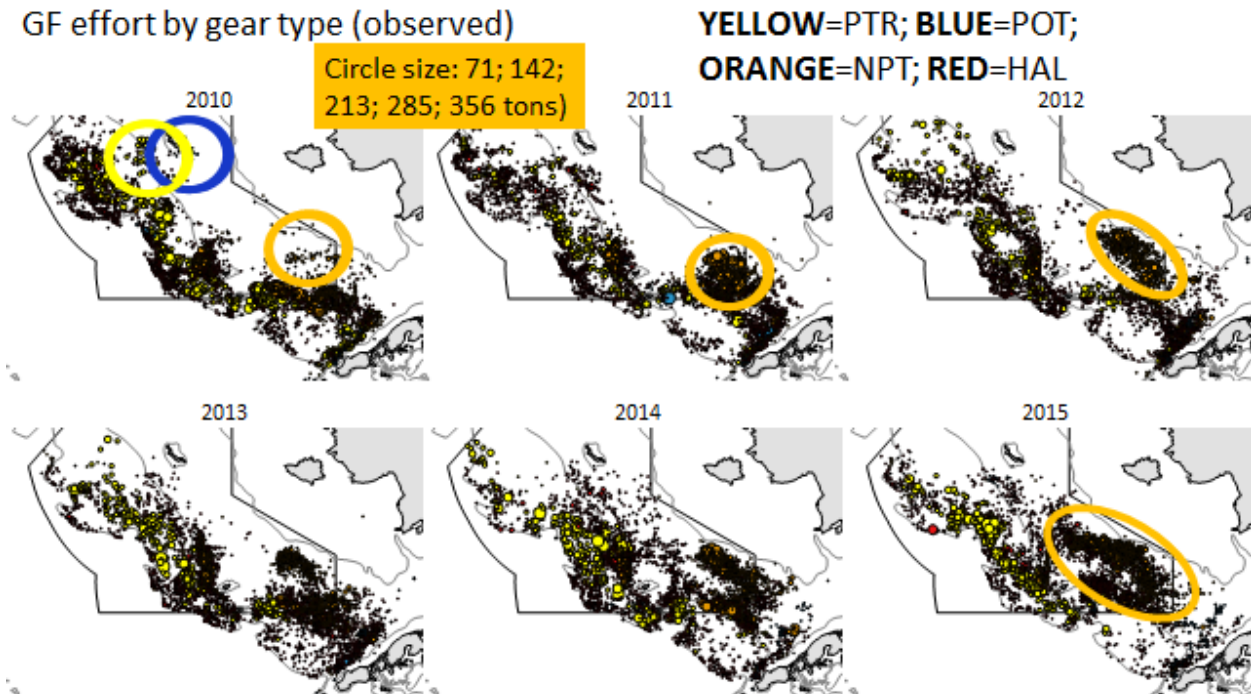 GF effort by gear type (observed)
YELLOW=PTR; BLUE=POT;
ORANGE=NPT; RED=HAL
Circle size: 71; 142;
213; 285; 356 tons)
2010
2011
2012
2013
2014
2015